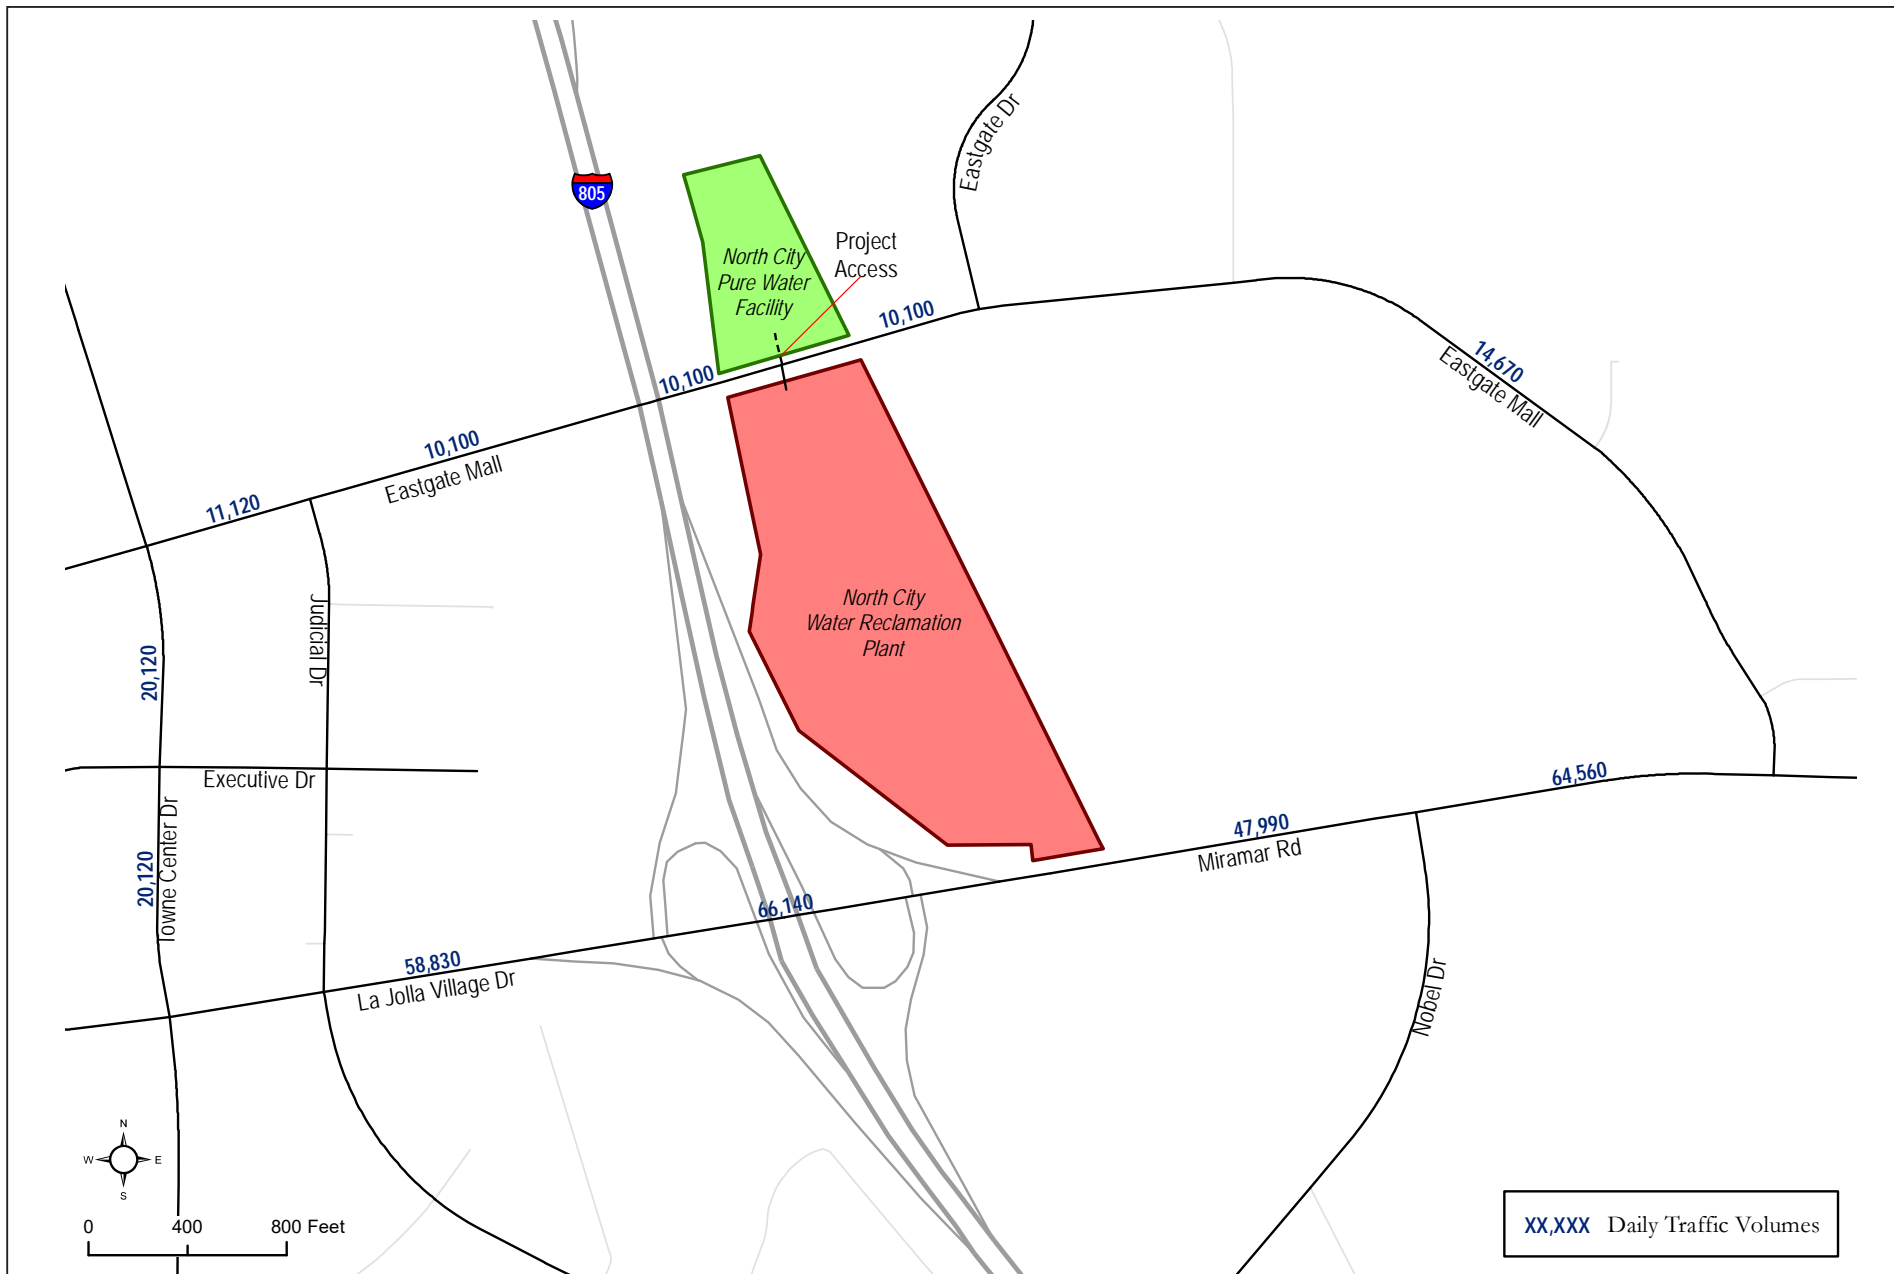 Eastgate Dr
805
Project
Access
North City
Pure Water
Facility
10,100
10,100
14,670
Eastgate Mall
10,100
Eastgate Mall
11,120
Judicial Dr
North City
Water Reclamation
Plant
20,120
Executive Dr
64,560
47,990
Miramar Rd
20,120
Towne Center Dr
66,140
58,830
La Jolla Village Dr
Nobel Dr
N
W
E
S
0
400
800 Feet
XX,XXX Daily Traffic Volumes